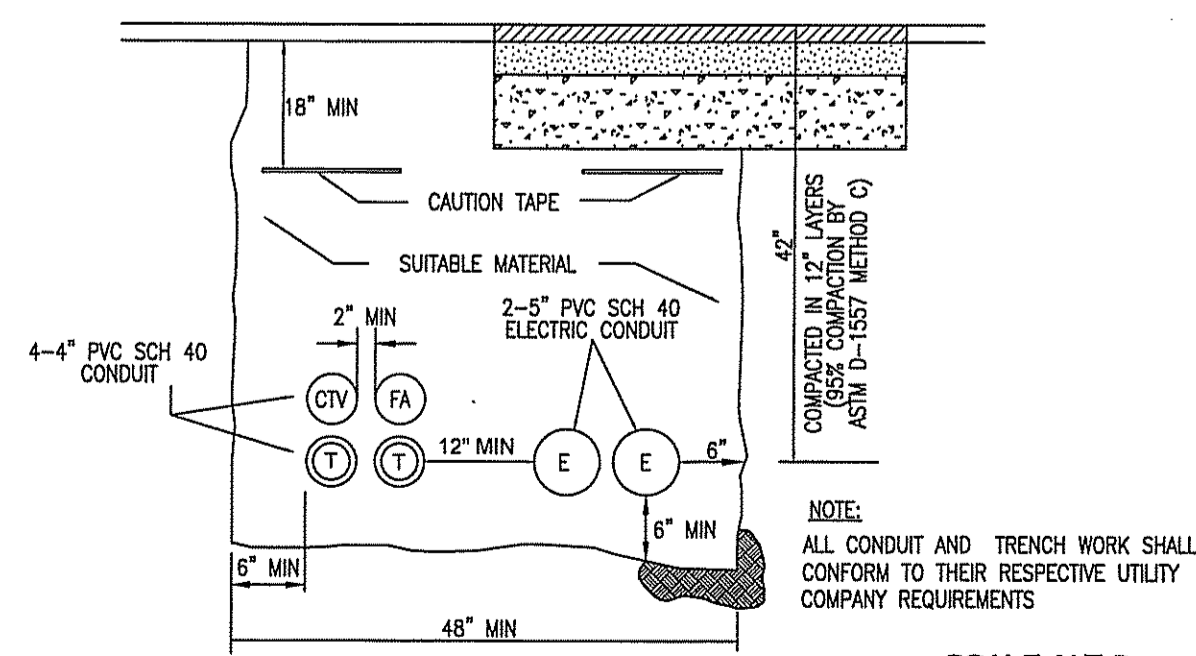 18" MIN
CAUTION TAPE
SUITABLE MATERIAL
2" MIN
2-5" PVC SCH 40
ELECTRIC CONDUIT
4-4" PVC SCH 40
CONDUIT
CTV
FA
T
T
12" MIN
E
E
6"
6" MIN
6" MIN
48" MIN
42"
COMPACTED IN 12" LAYERS
(95% COMPACTION BY
ASTM D-1557 METHOD C)
NOTE:
ALL CONDUIT AND TRENCH WORK SHALL
CONFORM TO THEIR RESPECTIVE UTILITY
COMPANY REQUIREMENTS